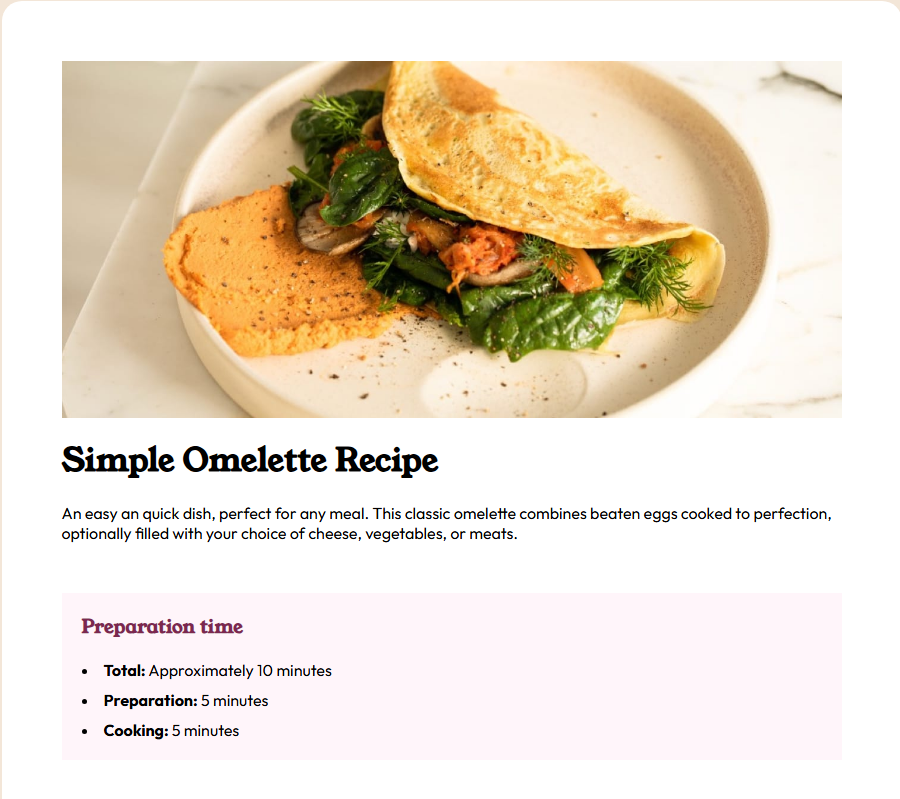 Simple Omelette Recipe
An easy an quick dish, perfect for any meal. This classic omelette combines beaten eggs cooked to perfection,
optionally filled with your choice of cheese, vegetables, or meats.
Preparation time
• Total: Approximately 10 minutes
• Preparation: 5 minutes
• Cooking: 5 minutes